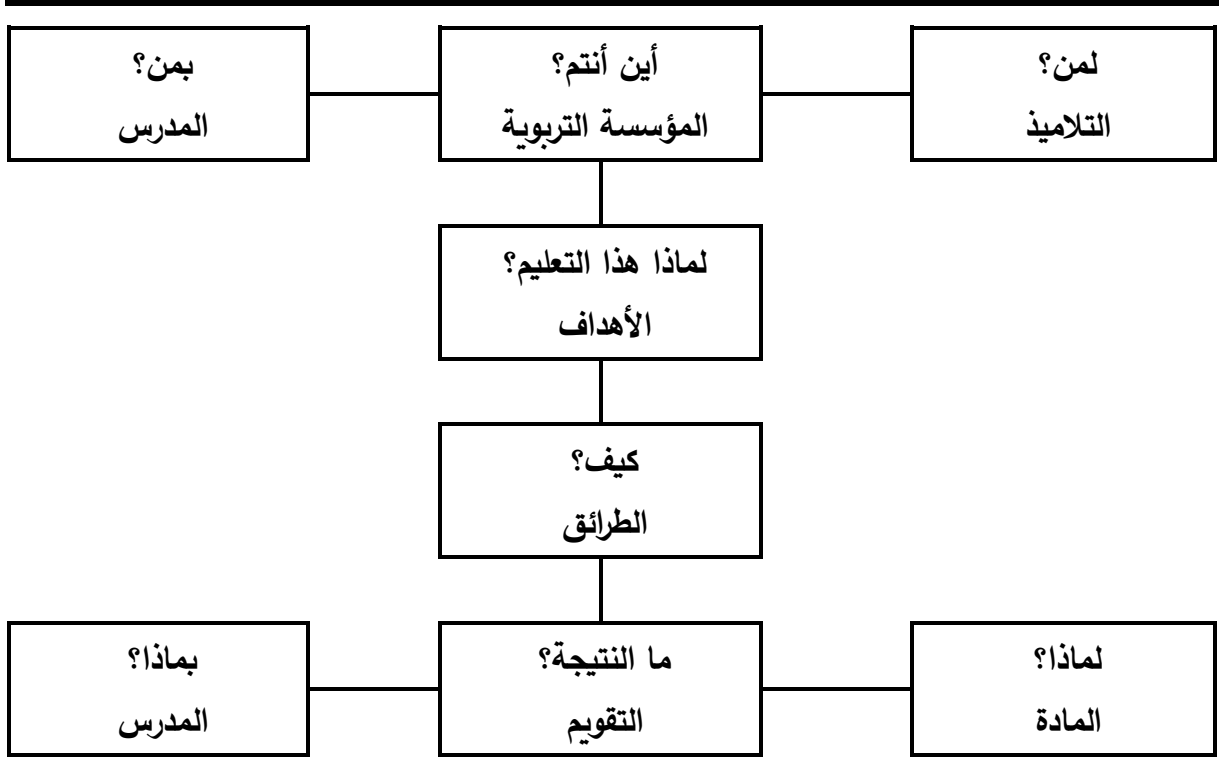 لمن؟
التلاميذ
أين أنتم؟
المؤسسة التربوية
بمن؟
المدرس
لماذا هذا التعليم؟
الأهداف
كيف؟
الطرائق
لماذا؟
المادة
ما النتيجة؟
التقويم
بماذا؟
المدرس